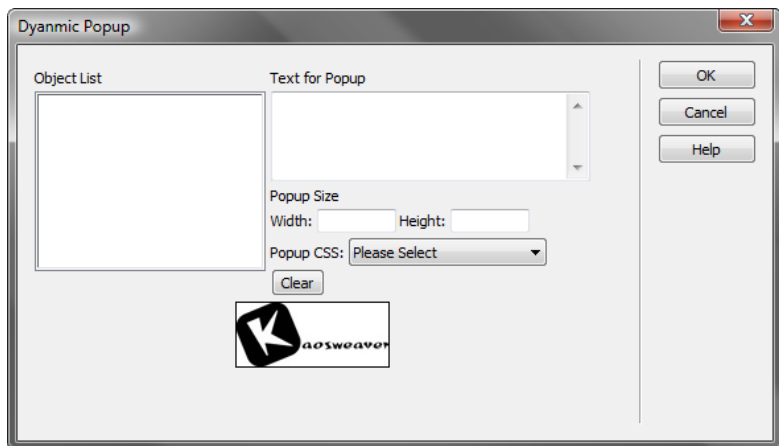 Dyanmic Popup
Object List
Text for Popup
OK
Cancel
Help
Popup Size
Width:
Height:
Popup CSS: Please Select
Clear
Kaosweaver